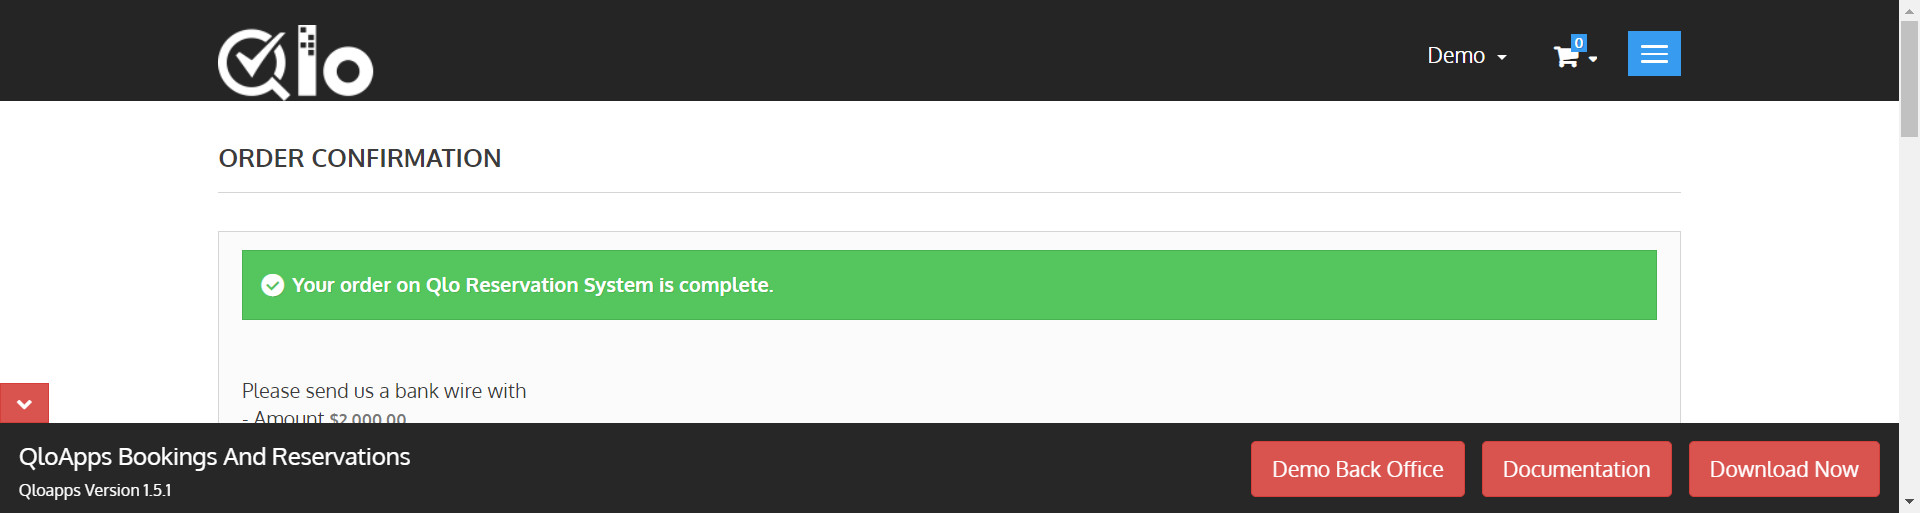 Qlo
Demo
0
ORDER CONFIRMATION
Your order on Qlo Reservation System is complete.
Please send us a bank wire with
- Amount $2,000.00
QloApps Bookings And Reservations
Qloapps Version 1.5.1
Demo Back Office
Documentation
Download Now